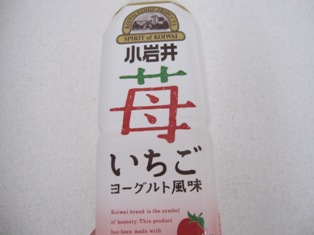 SPIRIT of KOIWAI
小岩井
苺
いちご
ヨーグルト風味
Koiwai brand is the symbol
of honesty. This product
has been made with